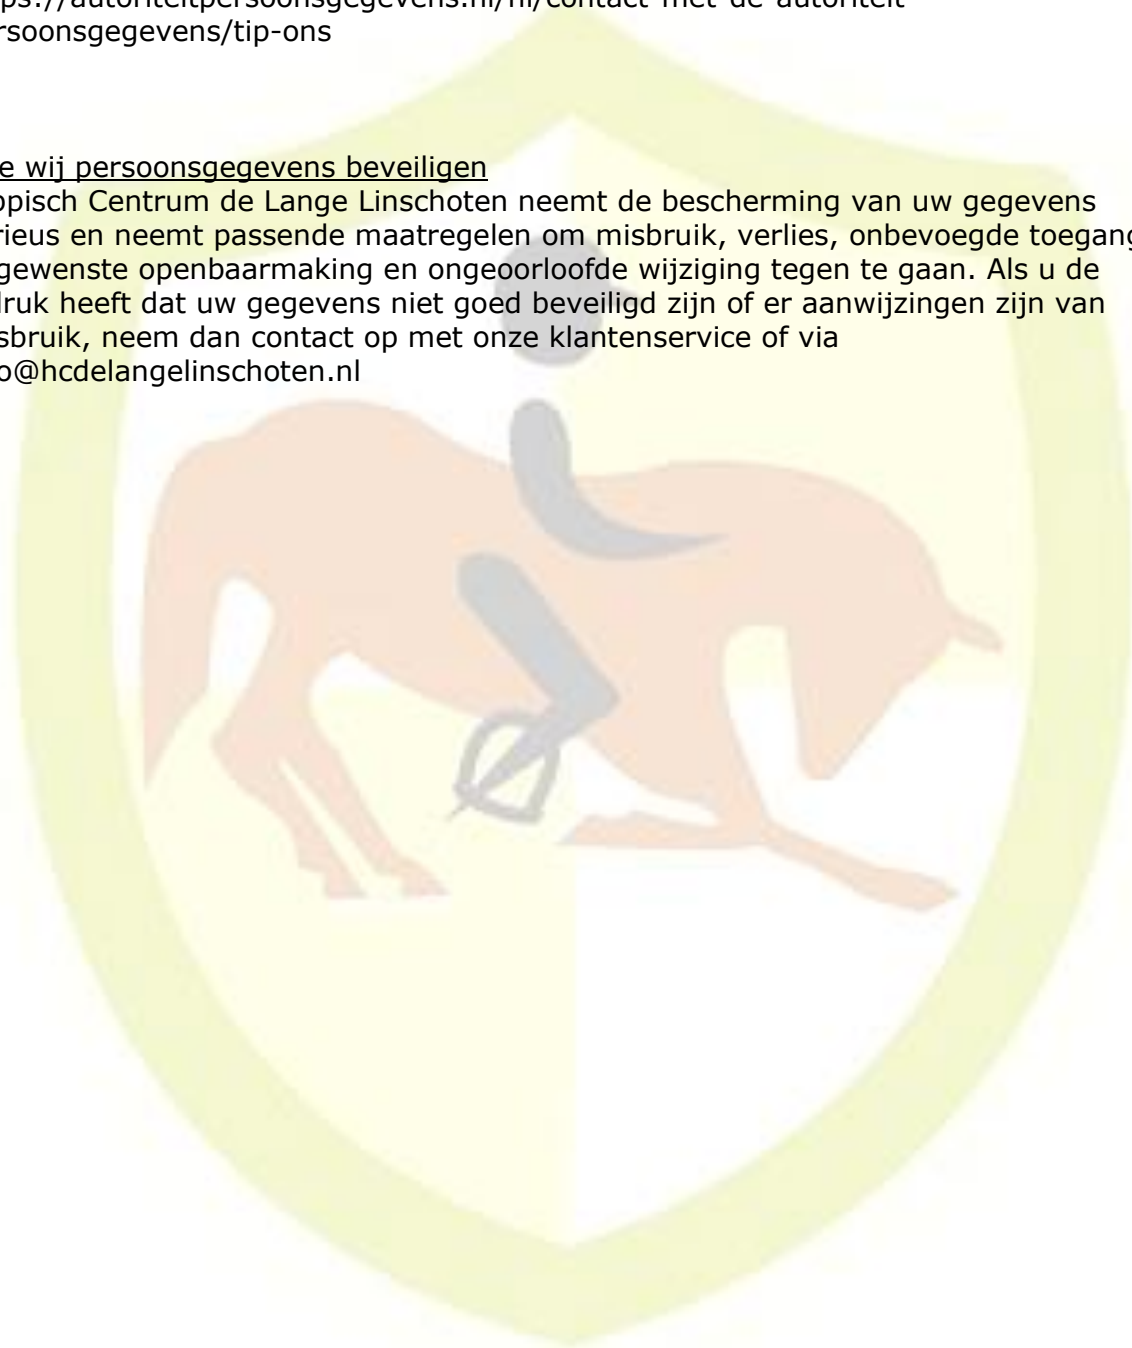 ps://autoriteitpersoonsgegevens.nl/nl/contact-met-de-autoriteit-
rsoonsgegevens/tip-ons
e wij persoonsgegevens beveiligen
opisch Centrum de Lange Linschoten neemt de bescherming van uw gegevens
rieus en neemt passende maatregelen om misbruik, verlies, onbevoegde toegang
gewenste openbaarmaking en ongeoorloofde wijziging tegen te gaan. Als u de
druk heeft dat uw gegevens niet goed beveiligd zijn of er aanwijzingen zijn van
sbruik, neem dan contact op met onze klantenservice of via
o@hcdelangelinschoten.nl